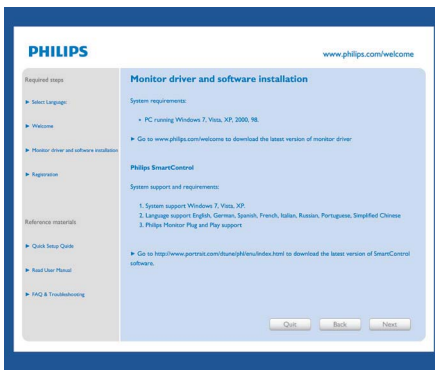 PHILIPS
www.philips.com/welcome
Required steps
Select Language
Welcome
Monitor driver and software installation
Registration
Reference materials
Quick Setup Guide
Read User Manual
FAQ & Troubleshooting
Monitor driver and software installation
System requirements:
PC running Windows 7, Vista, XP, 2000, 98.
Go to www.philips.com/welcome to download the latest version of monitor driver
Philips SmartControl
System support and requirements:
1. System support Windows 7, Vista, XP.
2. Language support English, German, Spanish, French, Italian, Russian, Portuguese, Simplified Chinese
3. Philips Monitor Plug and Play support
Go to http://www.portrait.com/dtune/phl/enu/index.html to download the latest version of SmartControl
software.
Quit
Back
Next